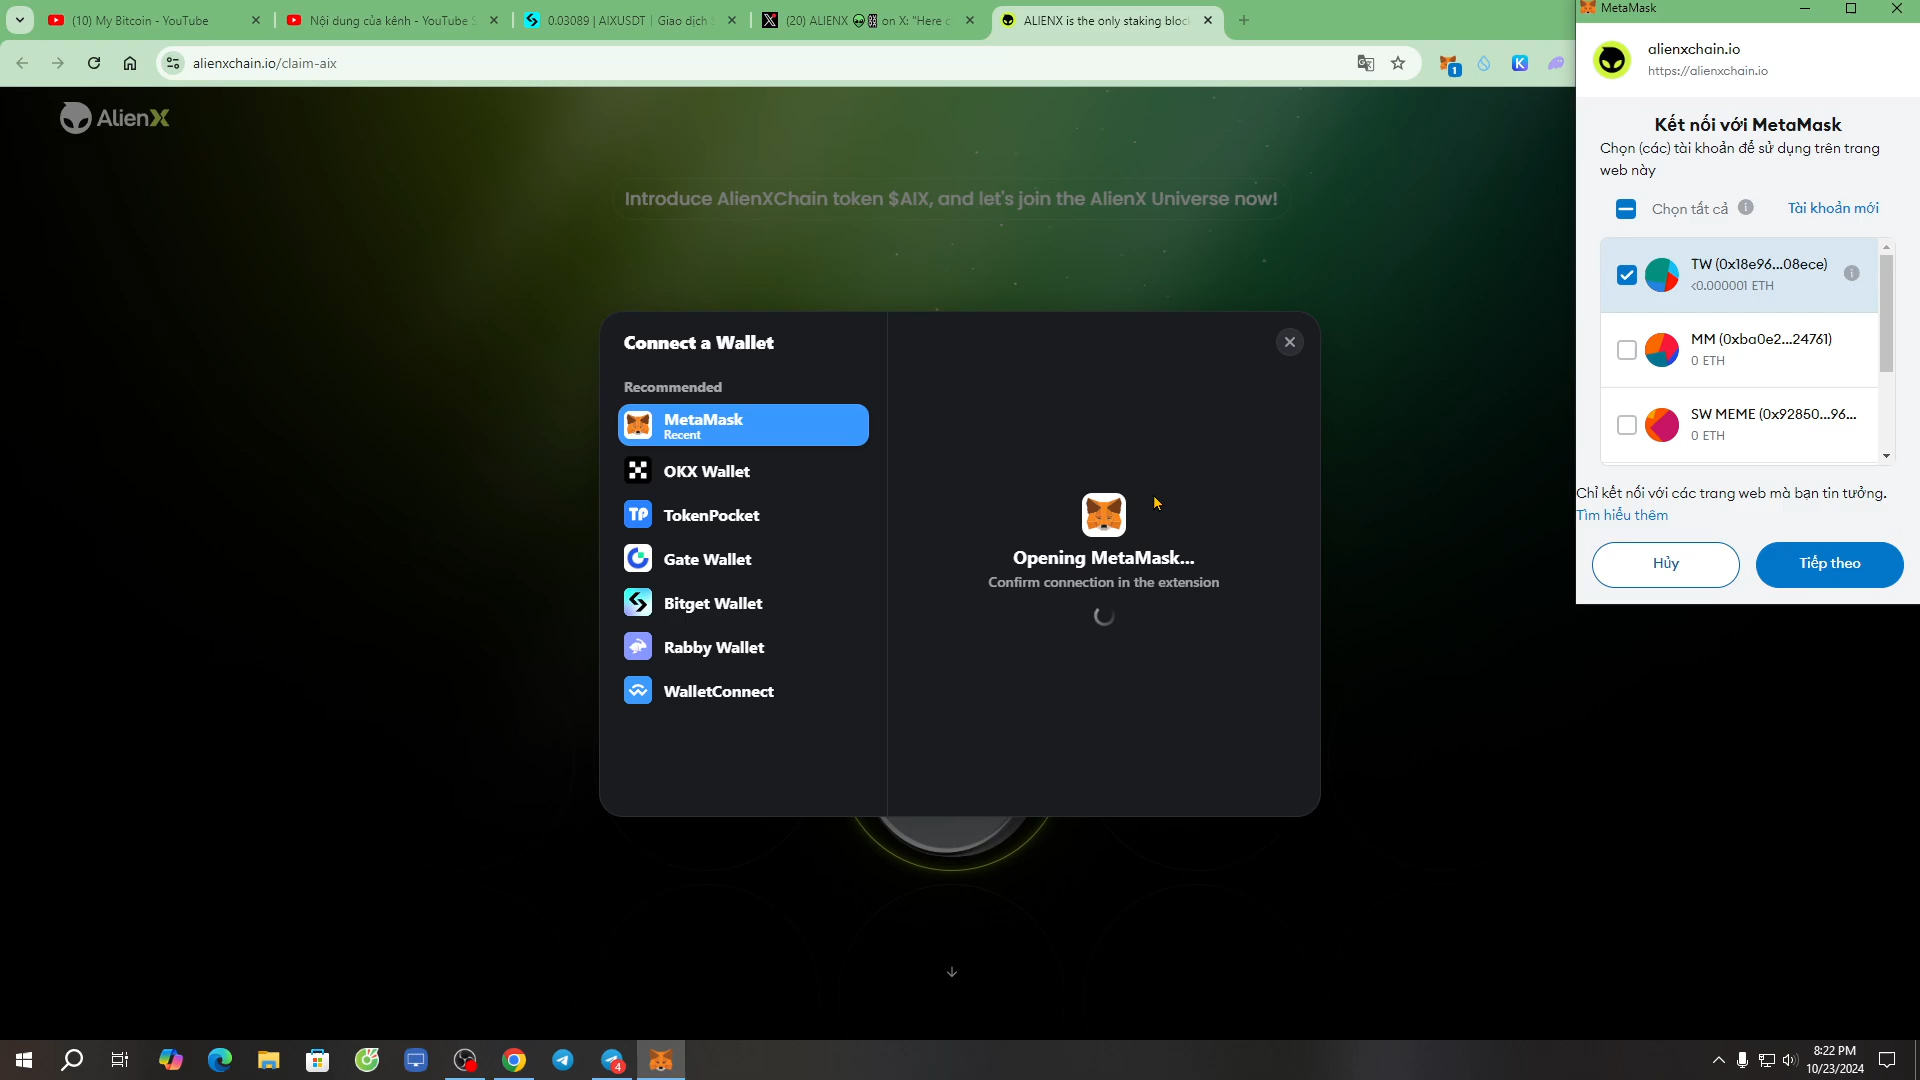 (10) My Bitcoin - YouTube
Nội dung của kênh - YouTube S
0.03089 | AIXUSDT | Giao dịch S
(20) ALIENX on X: "Here c
ALIENX is the only staking bloc
MetaMask
alienxchain.io/claim-aix
1
K
alienxchain.io
https://alienxchain.io
AlienX
Kết nối với MetaMask
Chọn (các) tài khoản để sử dụng trên trang
web này
Introduce AlienXChain token $AIX, and let's join the AlienX Universe now!
Chọn tất cả
Tài khoản mới
TW (0x18e96...08ece)
<0.000001 ETH
MM (0xba0e2...24761)
0 ETH
SW MEME (0x92850...96...
0 ETH
Chỉ kết nối với các trang web mà bạn tin tưởng.
Tìm hiểu thêm
Hủy
Tiếp theo
Connect a Wallet
Recommended
MetaMask
Recent
OKX Wallet
TP
TokenPocket
Gate Wallet
Bitget Wallet
Rabby Wallet
WalletConnect
Opening MetaMask...
Confirm connection in the extension
4
8:22 PM
10/23/2024